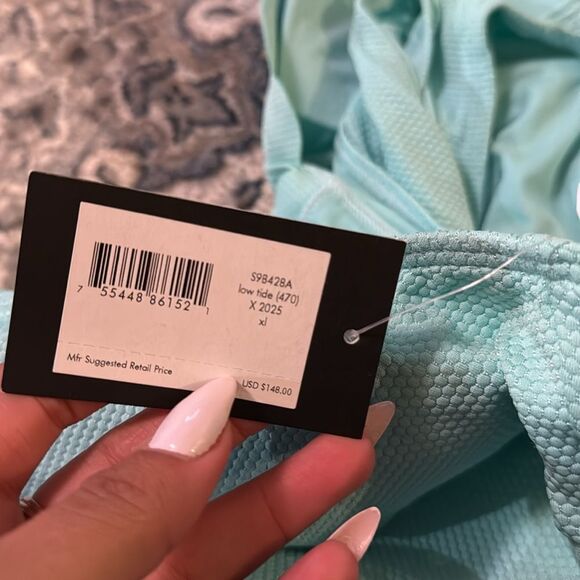 S98428A
low tide (470)
X 2025
xl
7 55448 86152 1
Mfr Suggested Retail Price
USD $148.00